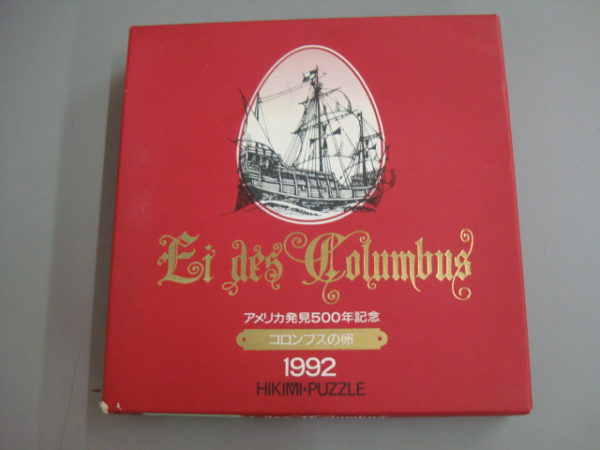 Ei des Columbus
アメリカ発見500年記念
コロンブスの卵
1992
HIKIMI・PUZZLE